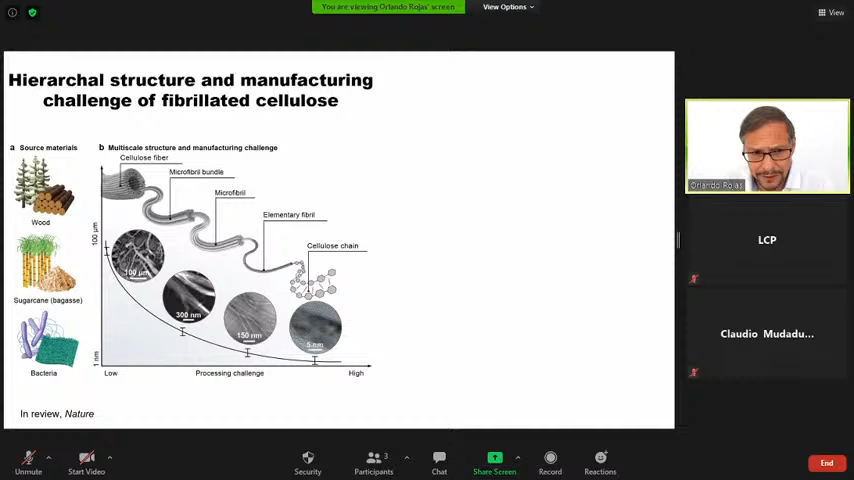 You are viewing Orlando Rojas' screen
View Options
View
Hierarchal structure and manufacturing
challenge of fibrillated cellulose
a Source materials
b Multiscale structure and manufacturing challenge
Cellulose fiber
Microfibril bundle
Microfibril
Elementary fibril
Cellulose chain
Wood
Sugarcane (bagasse)
Bacteria
100 µm
1 nm
100 µm
300 nm
150 nm
5 nm
Low
Processing challenge
High
In review, Nature
Orlando Rojas
LCP
Claudio Mudadu...
Unmute
Start Video
Security
3
Participants
Chat
Share Screen
Record
Reactions
End